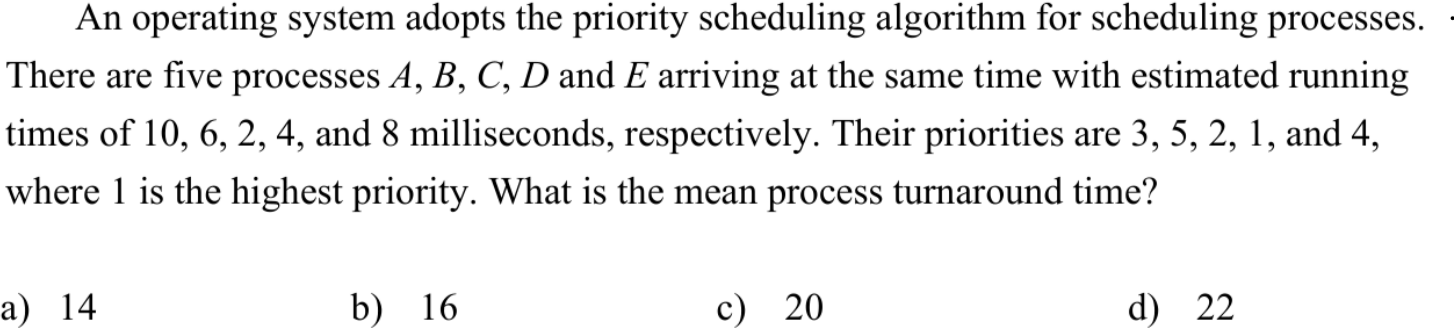 An operating system adopts the priority scheduling algorithm for scheduling processes.
There are five processes A, B, C, D and E arriving at the same time with estimated running
times of 10, 6, 2, 4, and 8 milliseconds, respectively. Their priorities are 3, 5, 2, 1, and 4,
where 1 is the highest priority. What is the mean process turnaround time?
a) 14 b) 16 c) 20 d) 22